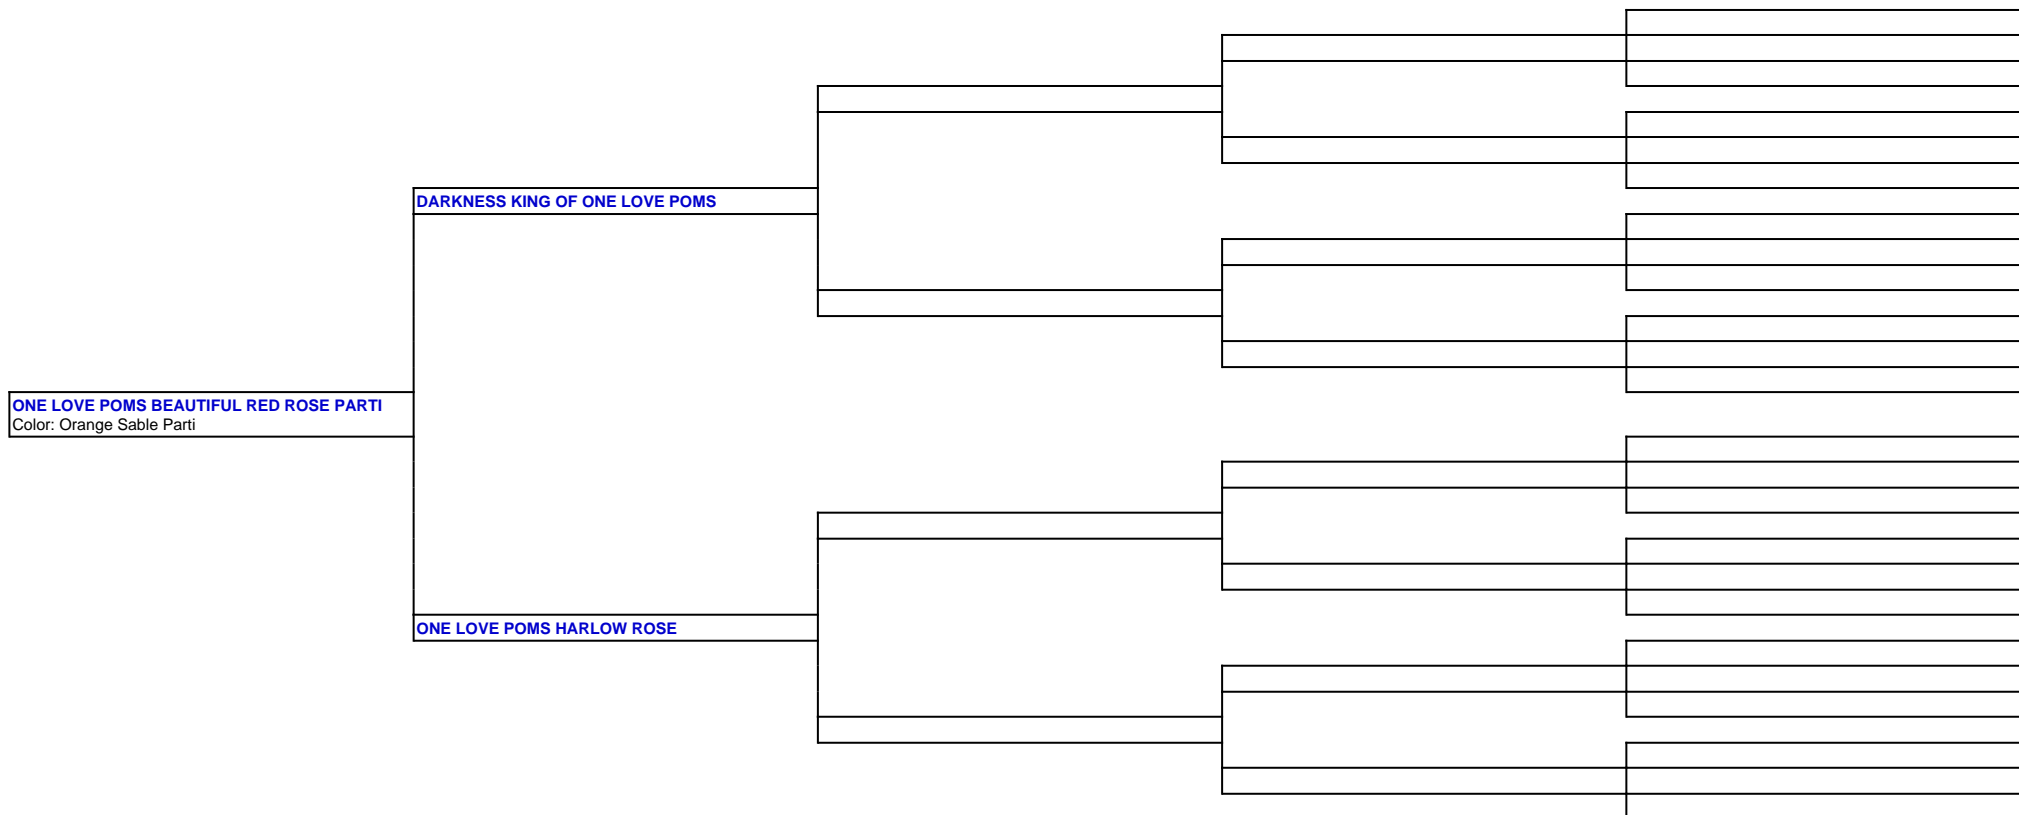 DARKNESS KING OF ONE LOVE POMS
ONE LOVE POMS BEAUTIFUL RED ROSE PARTI
Color: Orange Sable Parti
ONE LOVE POMS HARLOW ROSE